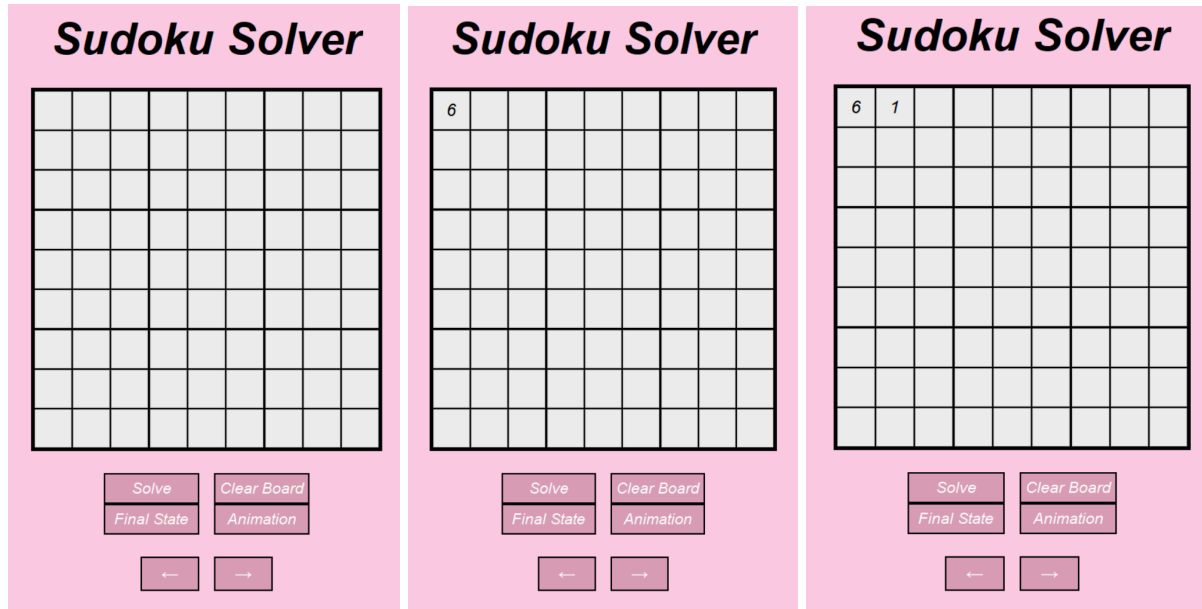 Sudoku Solver
Solve Clear Board
Final State Animation
← →
Sudoku Solver
6
Solve Clear Board
Final State Animation
← →
Sudoku Solver
6 1
Solve Clear Board
Final State Animation
← →